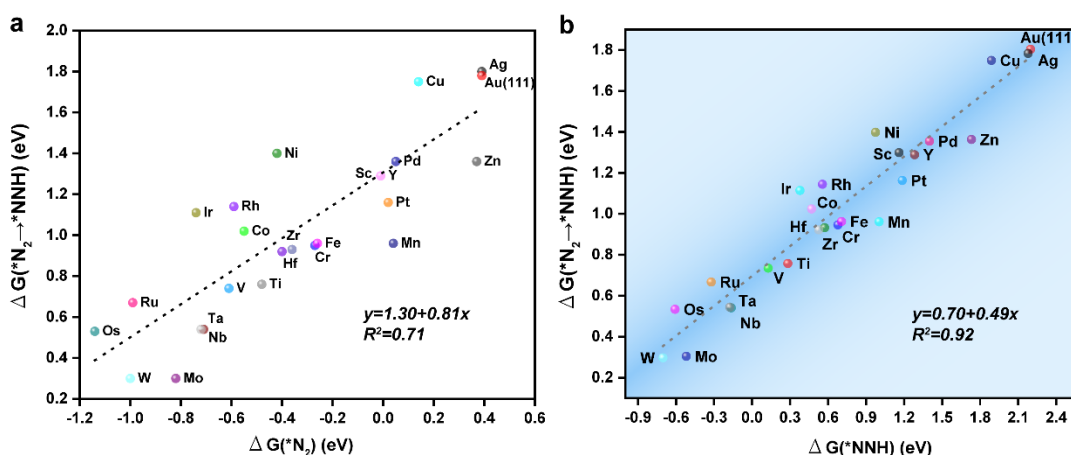 a
2.0
1.8
1.6
1.4
1.2
1.0
0.8
0.6
0.4
0.2
Δ G(*N₂→*NNH) (eV)
Ag
Au(111)
Cu
Ni
Pd
Zn
Sc
Y
Ir
Rh
Pt
Co
Zr
Fe
Mn
Hf
Cr
Ti
V
Ru
Os
Ta
Nb
W
Mo
y=1.30+0.81x
R²=0.71
-1.2 -1.0 -0.8 -0.6 -0.4 -0.2 0.0 0.2 0.4 0.6
Δ G(*N₂) (eV)
b
1.8
1.6
1.4
1.2
1.0
0.8
0.6
0.4
0.2
Δ G(*N₂→*NNH) (eV)
Au(111)
Cu
Ag
Ni
Pd
Zn
Sc
Y
Rh
Pt
Ir
Co
Fe
Mn
Hf
Zr
Cr
Ti
V
Ru
Ta
Os
Nb
W
Mo
y=0.70+0.49x
R²=0.92
-0.9 -0.6 -0.3 0.0 0.3 0.6 0.9 1.2 1.5 1.8 2.1 2.4
Δ G(*NNH) (eV)